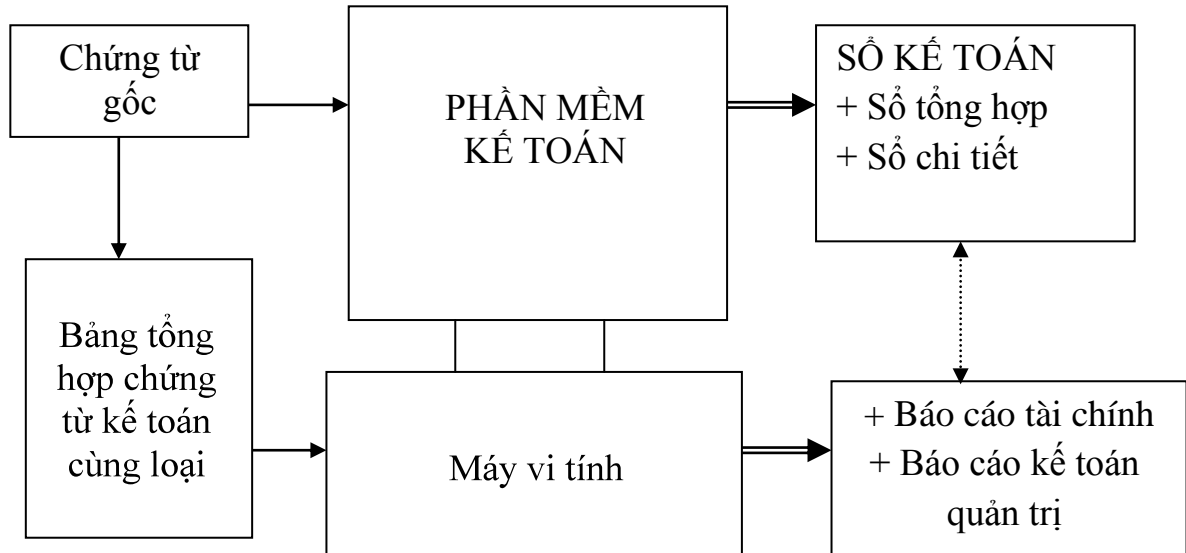 Chứng từ
gốc
PHẦN MỀM
KẾ TOÁN
SỔ KẾ TOÁN
+ Sổ tổng hợp
+ Sổ chi tiết
Bảng tổng
hợp chứng
từ kế toán
cùng loại
Máy vi tính
+ Báo cáo tài chính
+ Báo cáo kế toán
quản trị